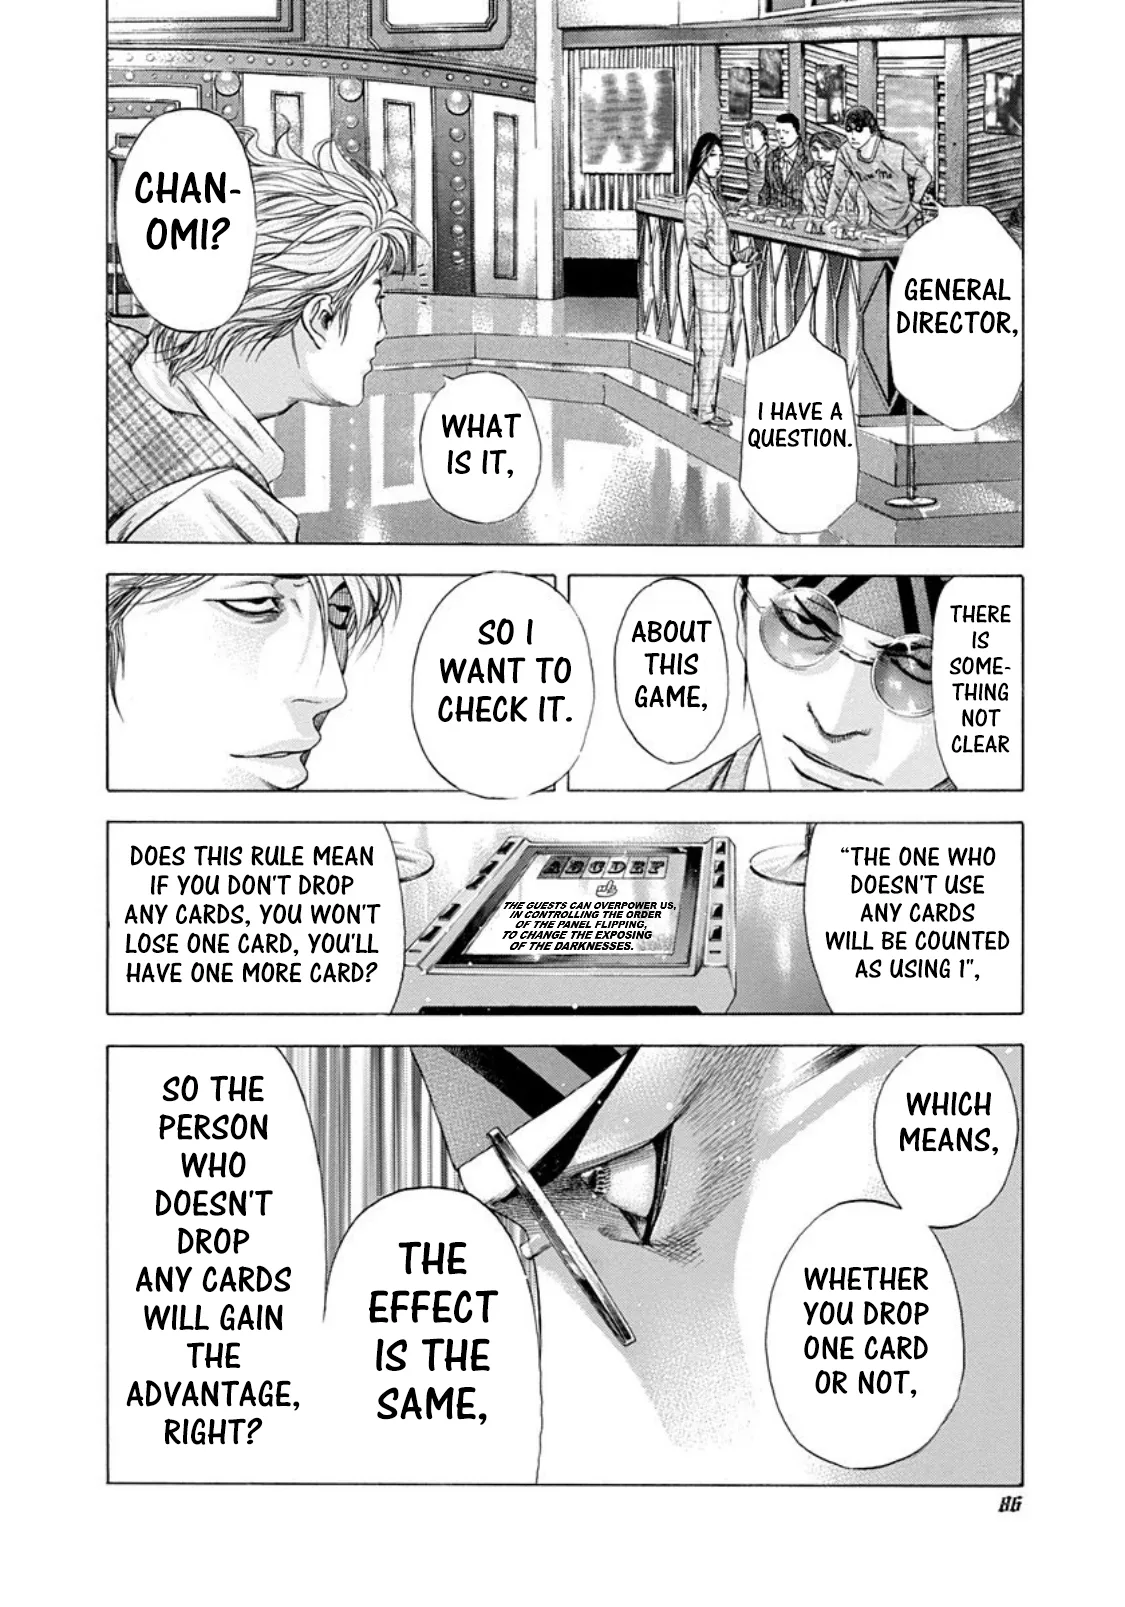 GENERAL
DIRECTOR,
I HAVE A
QUESTION.
WHAT
IS IT,
CHAN-
OMI?
THERE
IS
SOME-
THING
NOT
CLEAR
ABOUT
THIS
GAME,
SO I
WANT TO
CHECK IT.
“THE ONE WHO
DOESN'T USE
ANY CARDS
WILL BE COUNTED
AS USING 1",
ABCDEF
THE GUESTS CAN OVERPOWER US,
IN CONTROLLING THE ORDER
OF THE PANEL FLIPPING,
TO CHANGE THE EXPOSING
OF THE DARKNESSES.
DOES THIS RULE MEAN
IF YOU DON'T DROP
ANY CARDS, YOU WON'T
LOSE ONE CARD, YOU'LL
HAVE ONE MORE CARD?
WHICH
MEANS,
WHETHER
YOU DROP
ONE CARD
OR NOT,
THE
EFFECT
IS THE
SAME,
SO THE
PERSON
WHO
DOESN'T
DROP
ANY CARDS
WILL GAIN
THE
ADVANTAGE,
RIGHT?
86